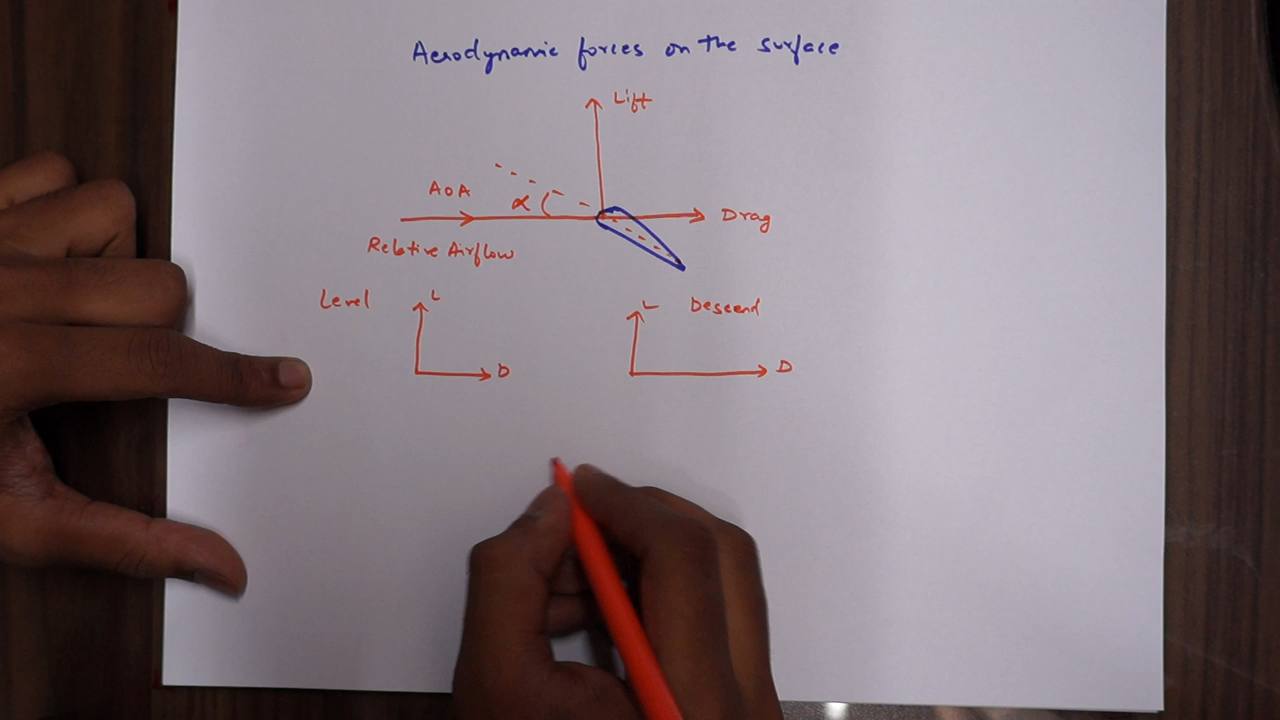 Aerodynamic forces on the surface
Lift
AOA α
Drag
Relative Airflow
Level L
L Descend
D
D